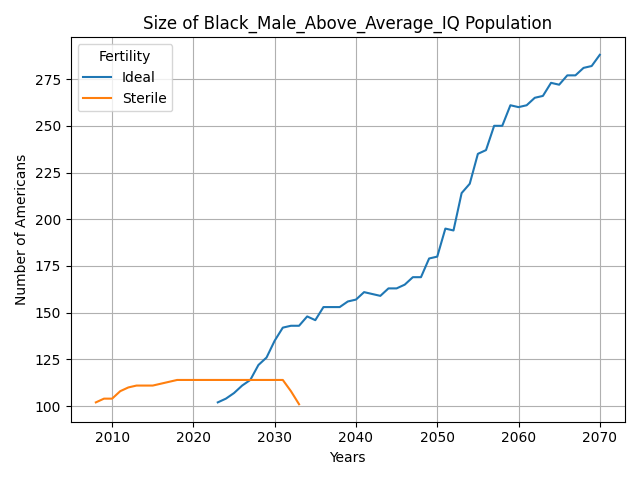 Size of Black_Male_Above_Average_IQ Population
Fertility
Ideal
Sterile
Number of Americans
275
250
225
200
175
150
125
100
2010
2020
2030
2040
2050
2060
2070
Years